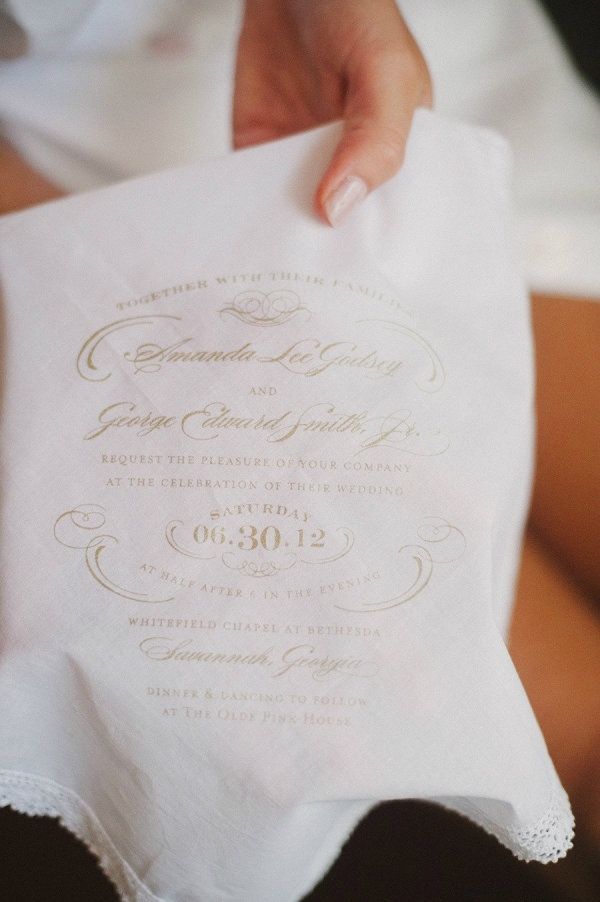 TOGETHER WITH THEIR FAMILIES
Amanda Lee Godsey
AND
George Edward Smith, Jr.
REQUEST THE PLEASURE OF YOUR COMPANY
AT THE CELEBRATION OF THEIR WEDDING
SATURDAY
06.30.12
AT HALF AFTER 6 IN THE EVENING
WHITEFIELD CHAPEL AT BETHESDA
Savannah, Georgia
DINNER & DANCING TO FOLLOW
AT THE OLDE PINK HOUSE